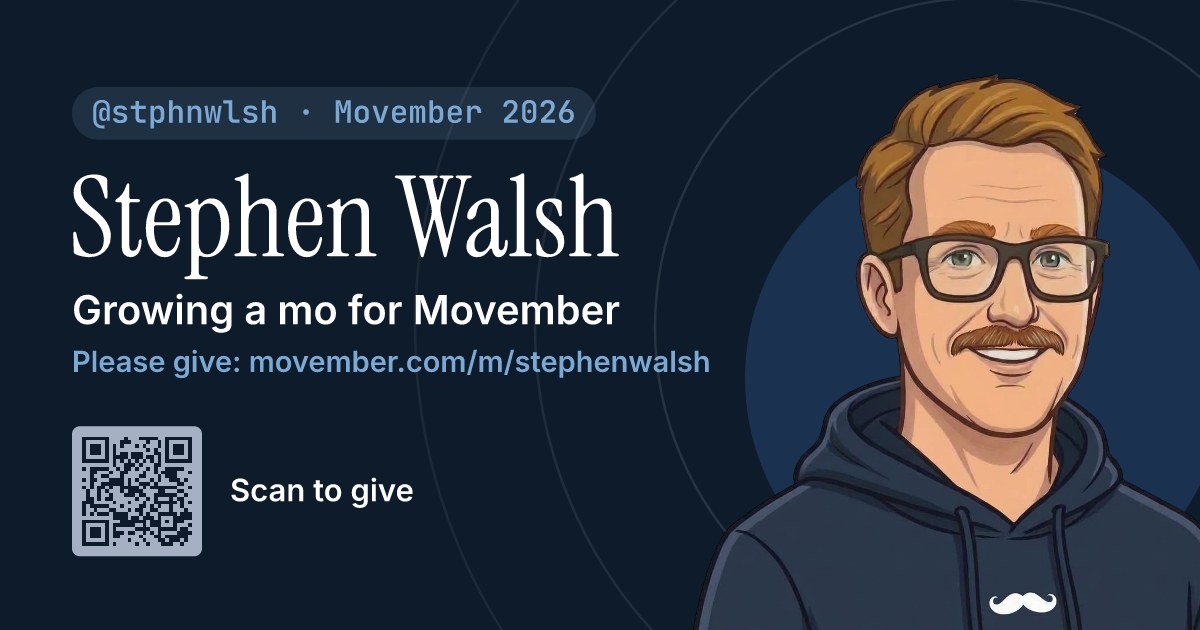 @stphnwlsh · Movember 2026
Stephen Walsh
Growing a mo for Movember
Please give: movember.com/m/stephenwalsh
Scan to give